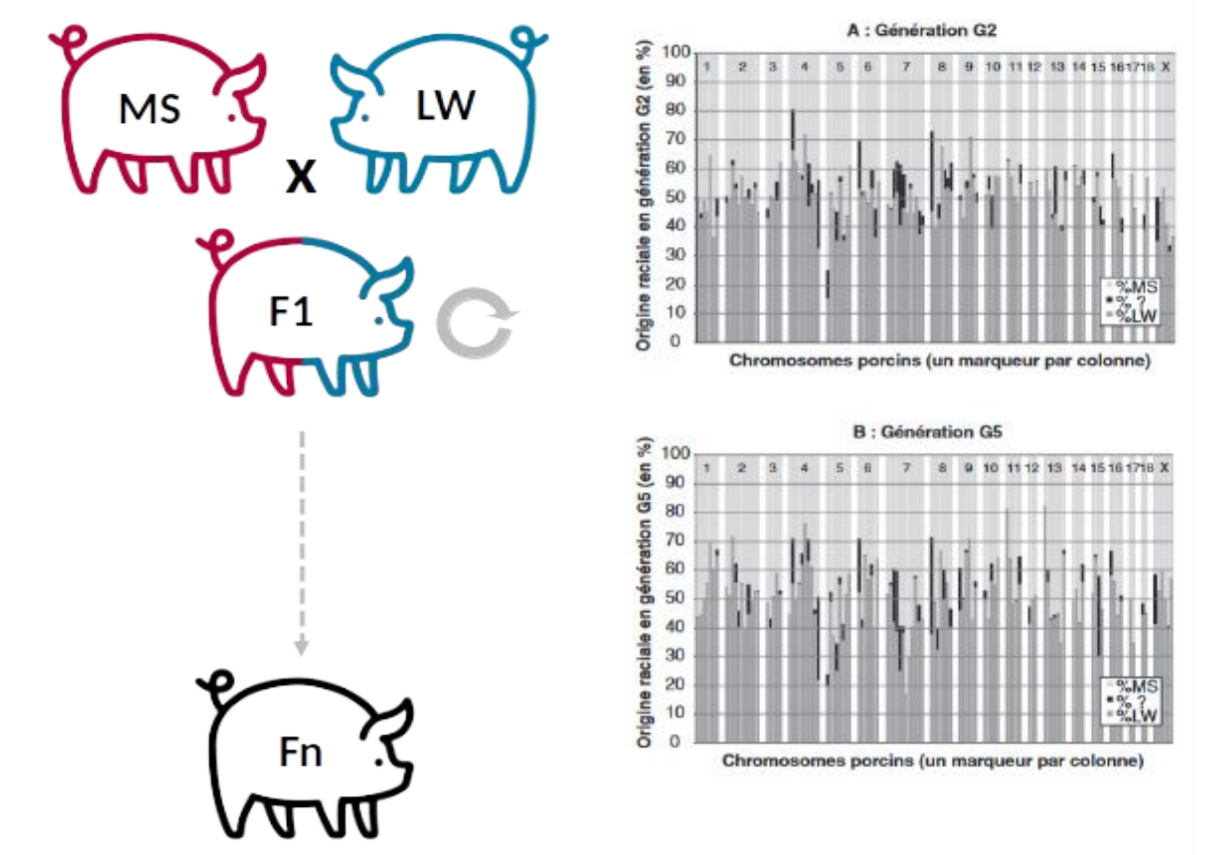 MS
LW
X
F1
Fn
A : Génération G2
Origine raciale en génération G2 (en %)
100
90
80
70
60
50
40
30
20
10
0
1 2 3 4 5 6 7 8 9 10 11 12 13 14 15 16 17 18 X
%MS
% ?
%LW
Chromosomes porcins (un marqueur par colonne)
B : Génération G5
Origine raciale en génération G5 (en %)
100
90
80
70
60
50
40
30
20
10
0
1 2 3 4 5 6 7 8 9 10 11 12 13 14 15 16 17 18 X
%MS
% ?
%LW
Chromosomes porcins (un marqueur par colonne)